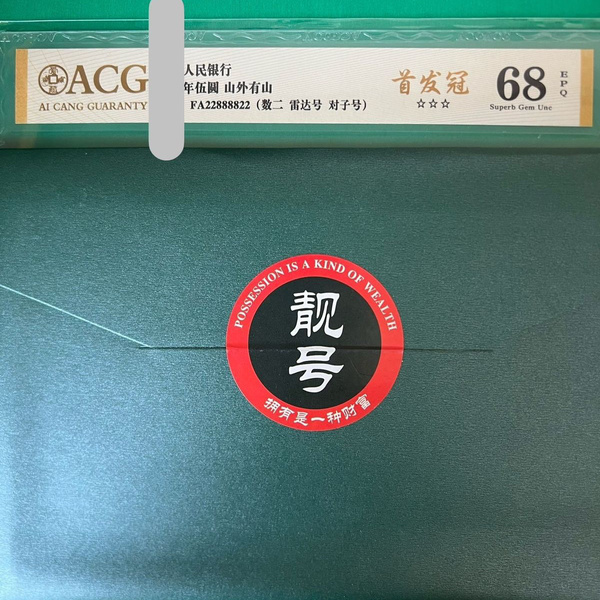 ACG
AI CANG GUARANTY
人民银行
年伍圓 山外有山
FA22888822（数二 雷达号 对子号）
首发冠
☆☆☆
68
EPQ
Superb Gem Unc
POSSESSION IS A KIND OF WEALTH
靓号
拥有是一种财富